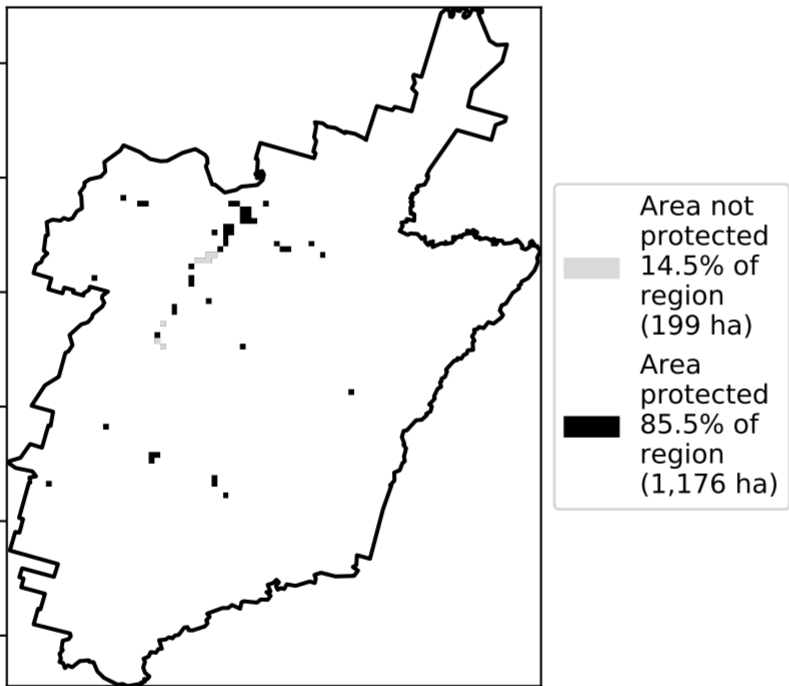 Area not
protected
14.5% of
region
(199 ha)
Area
protected
85.5% of
region
(1,176 ha)